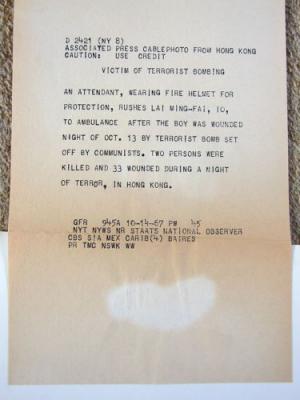 D 2421 (NY 8)
ASSOCIATED PRESS CABLEPHOTO FROM HONG KONG
CAUTION: USE CREDIT
VICTIM OF TERRORIST BOMBING
AN ATTENDANT, WEARING FIRE HELMET FOR
PROTECTION, RUSHES LAI MING-FAI, IO,
TO AMBULANCE AFTER THE BOY WAS WOUNDED
NIGHT OF OCT. 13 BY TERRORIST BOMB SET
OFF BY COMMUNISTS. TWO PERSONS WERE
KILLED AND 33 WOUNDED DURING A NIGHT
OF TERROR, IN HONG KONG.
GFR 945A 10-14-67 PW 45
NYT NYWS NR STAATS NATIONAL OBSERVER
CBS SIA MEX CARIB(4) BAIRES
PR TMC NSWK WW